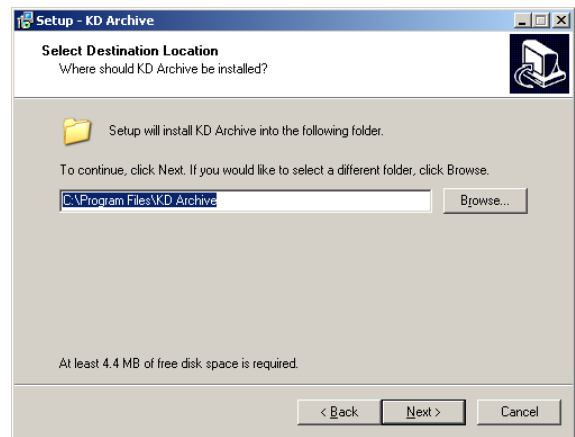 Setup - KD Archive
Select Destination Location
Where should KD Archive be installed?
Setup will install KD Archive into the following folder.
To continue, click Next. If you would like to select a different folder, click Browse.
C:\Program Files\KD Archive
Browse...
At least 4.4 MB of free disk space is required.
< Back
Next >
Cancel